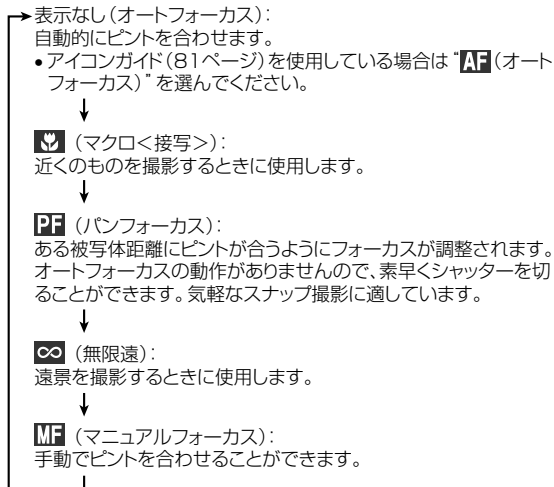 表示なし（オートフォーカス）：
自動的にピントを合わせます。
• アイコンガイド（81ページ）を使用している場合は“AF（オート
フォーカス）”を選んでください。
（マクロ<接写>）：
近くのものを撮影するときに使用します。
PF（パンフォーカス）：
ある被写体距離にピントが合うようにフォーカスが調整されます。
オートフォーカスの動作がありませんので、素早くシャッターを切
ることができます。気軽なスナップ撮影に適しています。
∞（無限遠）：
遠景を撮影するときに使用します。
MF（マニュアルフォーカス）：
手動でピントを合わせることができます。